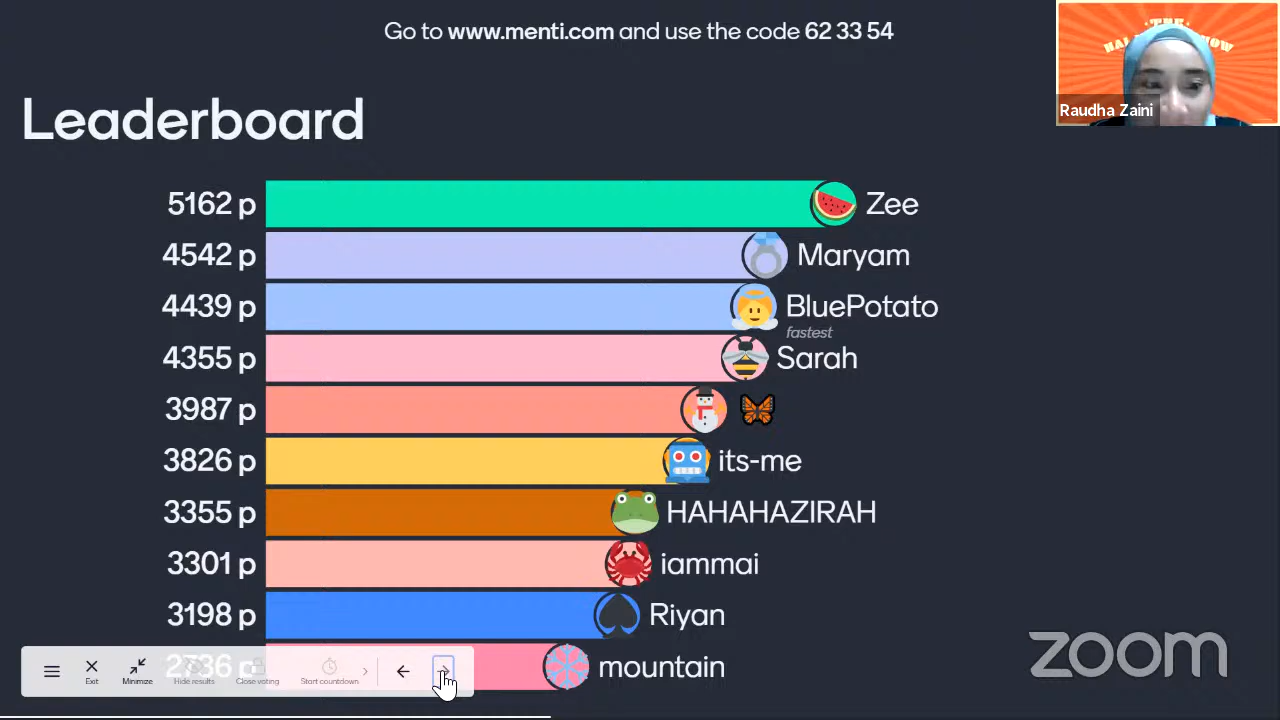 Go to www.menti.com and use the code 62 33 54
THE
Raudha Zaini
Leaderboard
5162 p Zee
4542 p Maryam
4439 p BluePotato
fastest
4355 p Sarah
3987 p
3826 p its-me
3355 p HAHAHAZIRAH
3301 p iammai
3198 p Riyan
2736 p mountain
Exit Minimize Hide results Close voting Start countdown
zoom